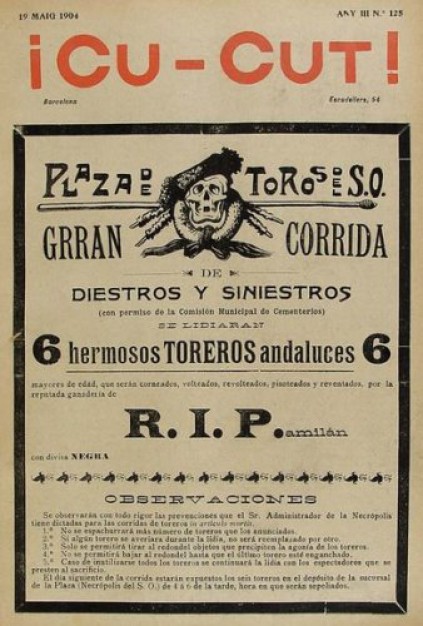 19 MAIG 1904
ANY III N.º 125
¡CU-CUT!
Barcelona
Escudellers, 54
PLAZA DE TOROS DE S.O.
GRRAN CORRIDA
DE
DIESTROS Y SINIESTROS
(con permiso de la Comisión Municipal de Cementerios)
SE LIDIARAN
6 hermosos TOREROS andaluces 6
mayores de edad, que serán corneados, volteados, revolteados, pisoteados y reventados, por la
reputada ganadería de
R. I. P.amilán
con divisa NEGRA
OBSERVACIONES
Se observarán con todo rigor las prevenciones que el Sr. Administrador de la Necrópolis
tiene dictadas para las corridas de toreros in artículo mortis.
1.ª No se espacharrará más número de toreros que los anunciados.
2.ª Si algún torero se averiara durante la lidia, no será reemplazado por otro.
3.ª Solo se permitirá tirar al redondel objetos que precipiten la agonía de los toreros.
4.ª No se permitirá bajar al redondel hasta que el último torero esté enganchado.
5.ª Caso de inutilizarse todos los toreros se continuará la lidia con los espectadores que se
presten al sacrificio.
El día siguiente de la corrida estarán expuestos los seis toreros en el depósito de la sucursal
de la Plaza (Necrópolis del S. O.) de 4 á 6 de la tarde, hora en que serán sepeliados.